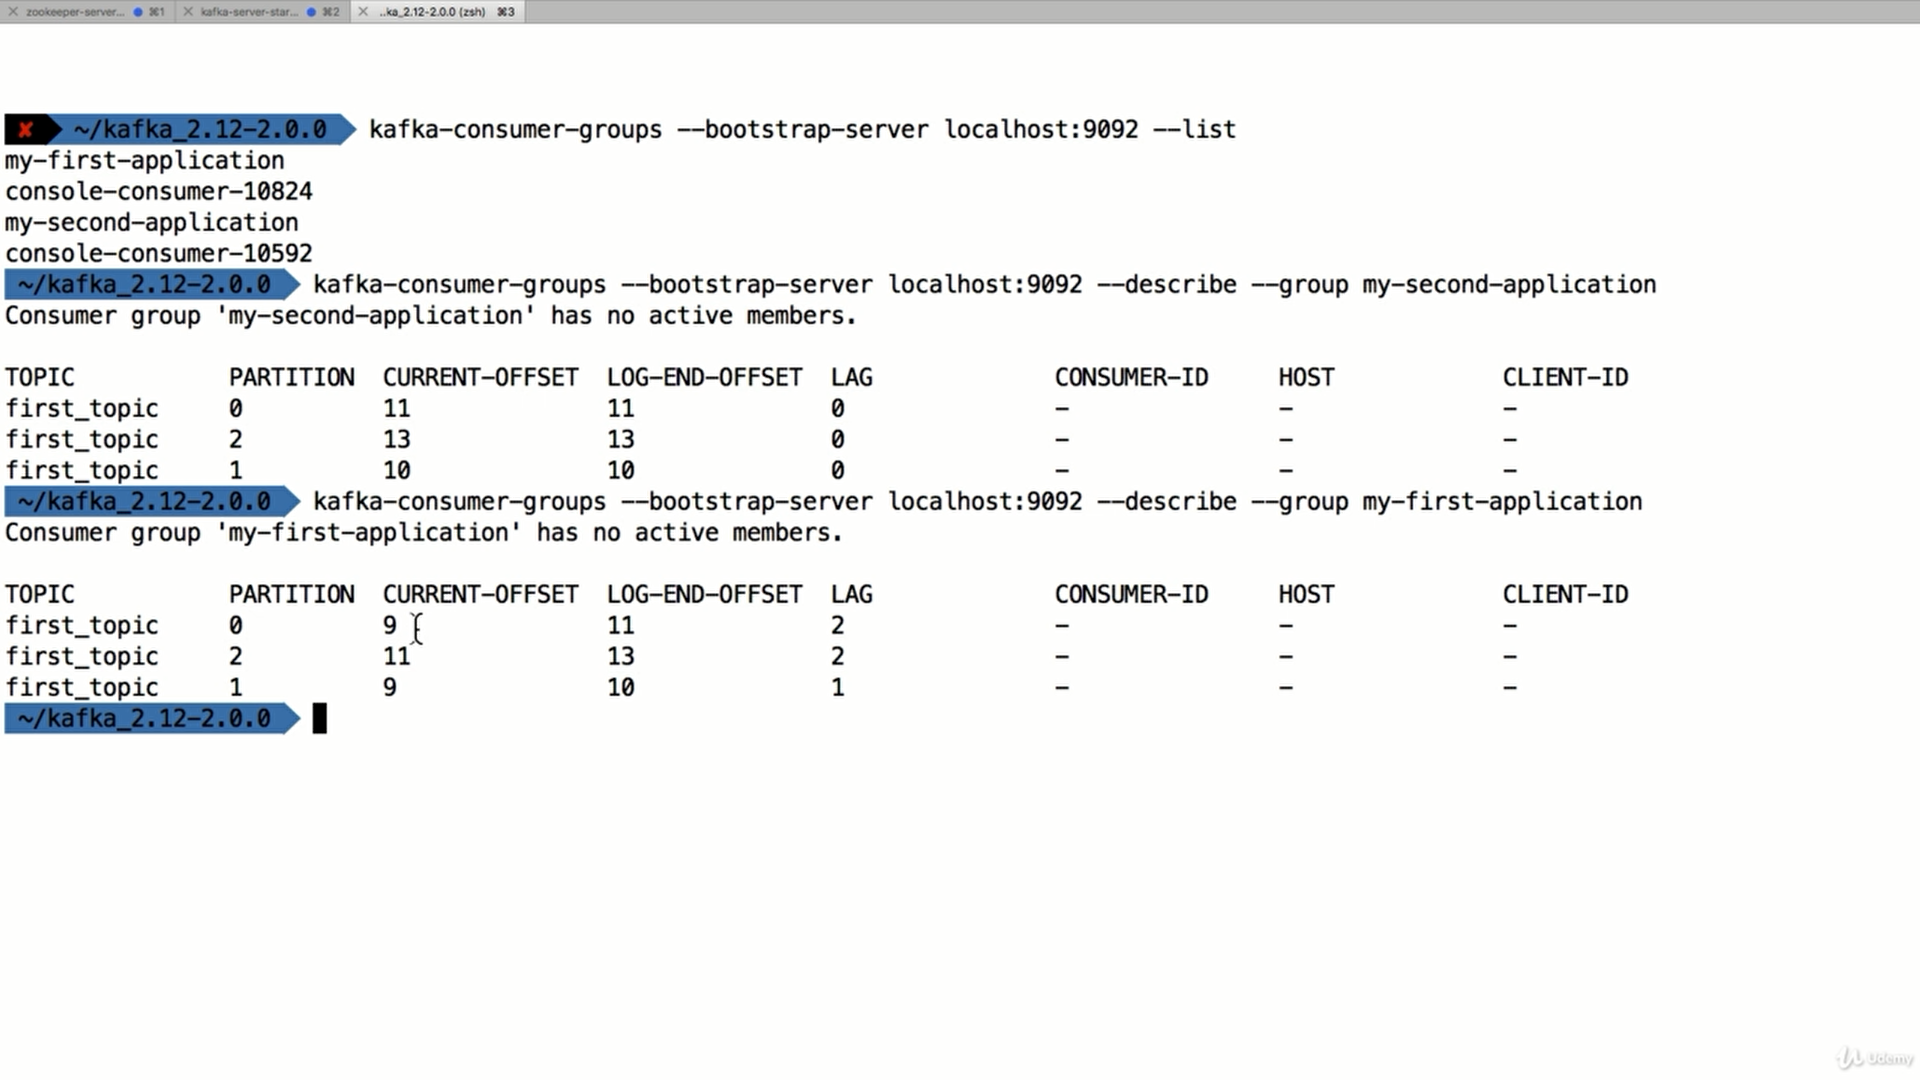 zookeeper-server... ⌘1 kafka-server-star... ⌘2 ..ka_2.12-2.0.0 (zsh) ⌘3
✘ ~/kafka_2.12-2.0.0 kafka-consumer-groups --bootstrap-server localhost:9092 --list
my-first-application
console-consumer-10824
my-second-application
console-consumer-10592
~/kafka_2.12-2.0.0 kafka-consumer-groups --bootstrap-server localhost:9092 --describe --group my-second-application
Consumer group 'my-second-application' has no active members.
TOPIC PARTITION CURRENT-OFFSET LOG-END-OFFSET LAG CONSUMER-ID HOST CLIENT-ID
first_topic 0 11 11 0 - - -
first_topic 2 13 13 0 - - -
first_topic 1 10 10 0 - - -
~/kafka_2.12-2.0.0 kafka-consumer-groups --bootstrap-server localhost:9092 --describe --group my-first-application
Consumer group 'my-first-application' has no active members.
TOPIC PARTITION CURRENT-OFFSET LOG-END-OFFSET LAG CONSUMER-ID HOST CLIENT-ID
first_topic 0 9 11 2 - - -
first_topic 2 11 13 2 - - -
first_topic 1 9 10 1 - - -
~/kafka_2.12-2.0.0
Udemy